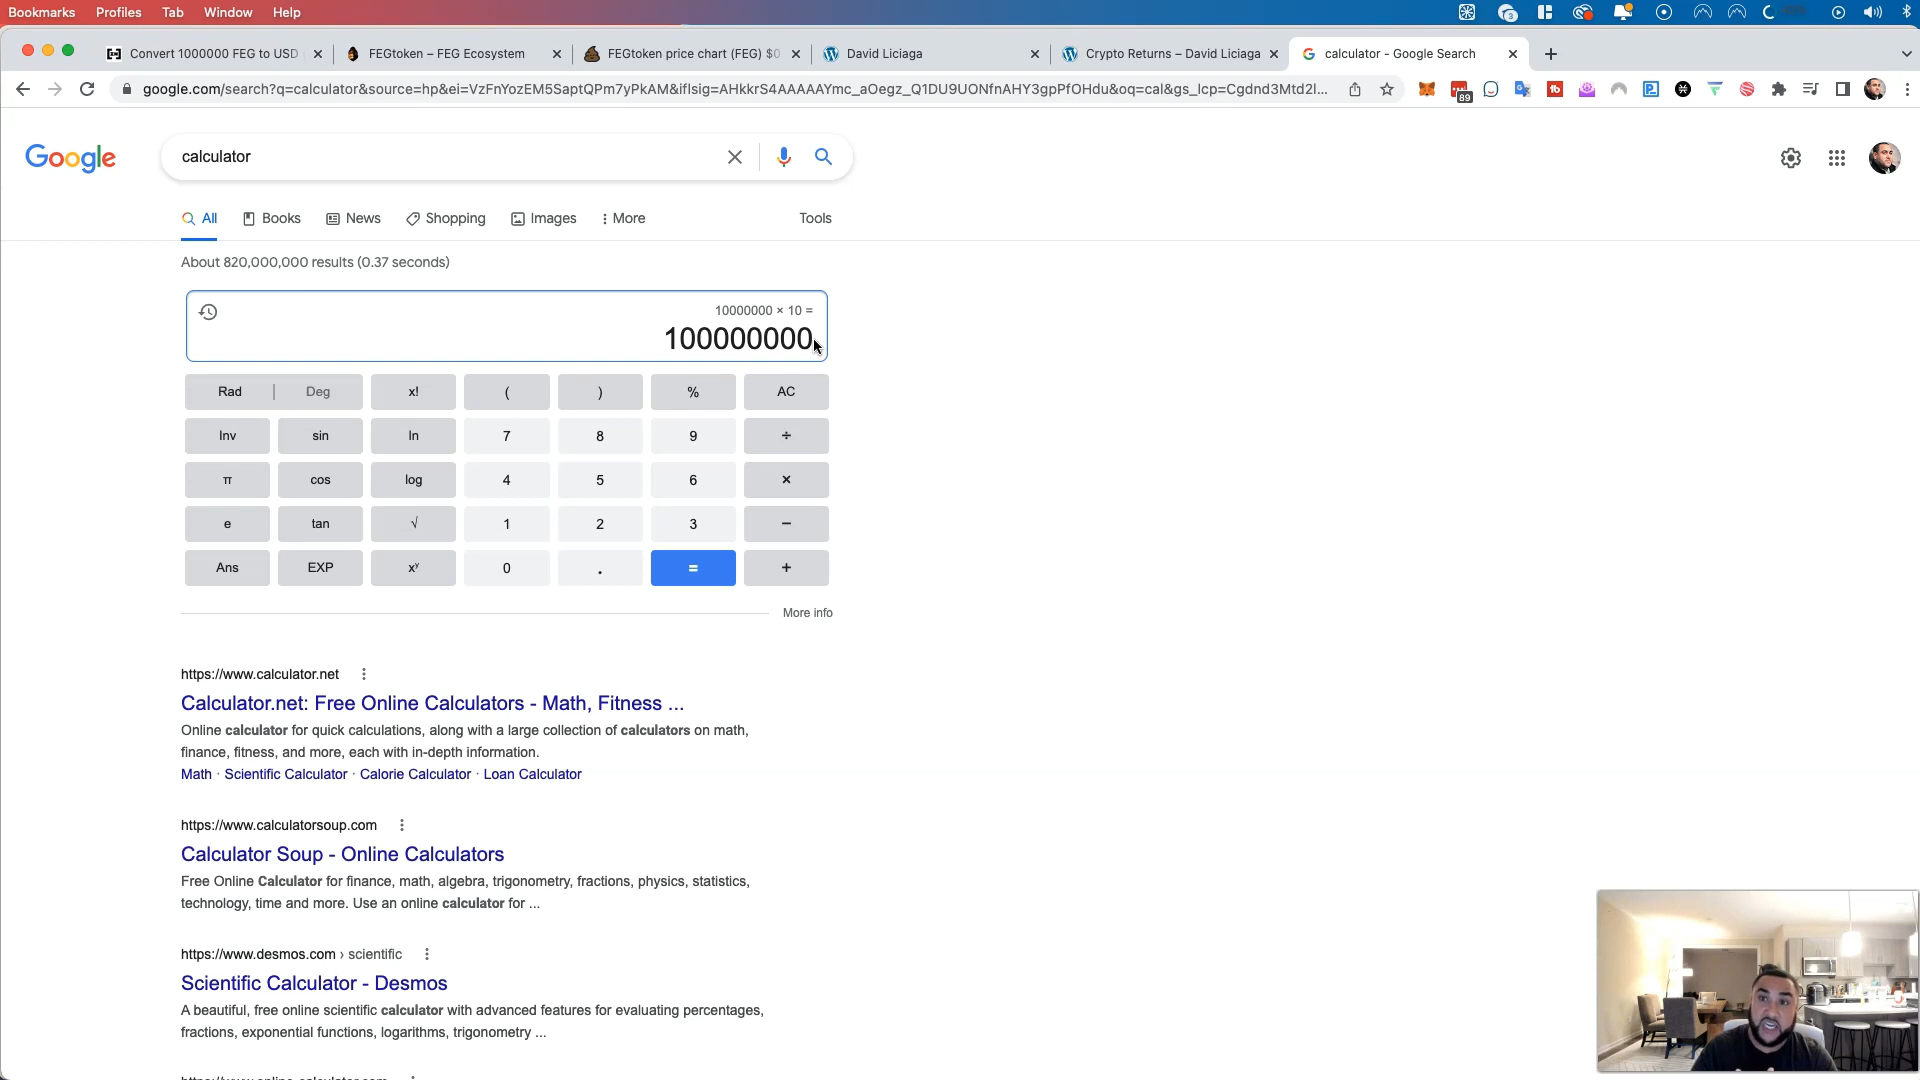 Bookmarks Profiles Tab Window Help
Convert 1000000 FEG to USD
FEGtoken – FEG Ecosystem
FEGtoken price chart (FEG) $0
David Liciaga
Crypto Returns – David Liciaga
calculator - Google Search
google.com/search?q=calculator&source=hp&ei=VzFnYozEM5SaptQPm7yPkAM&iflsig=AHkkrS4AAAAAYmc_aOegz_Q1DU9UONfnAHY3gpPfOHdu&oq=cal&gs_lcp=Cgdnd3Mtd2l...
89
Google
calculator
All Books News Shopping Images More Tools
About 820,000,000 results (0.37 seconds)
10000000 × 10 =
100000000
Rad | Deg x! ( ) % AC
Inv sin ln 7 8 9 ÷
π cos log 4 5 6 ×
e tan √ 1 2 3 −
Ans EXP xʸ 0 . = +
More info
https://www.calculator.net
Calculator.net: Free Online Calculators - Math, Fitness ...
Online calculator for quick calculations, along with a large collection of calculators on math,
finance, fitness, and more, each with in-depth information.
Math · Scientific Calculator · Calorie Calculator · Loan Calculator
https://www.calculatorsoup.com
Calculator Soup - Online Calculators
Free Online Calculator for finance, math, algebra, trigonometry, fractions, physics, statistics,
technology, time and more. Use an online calculator for ...
https://www.desmos.com › scientific
Scientific Calculator - Desmos
A beautiful, free online scientific calculator with advanced features for evaluating percentages,
fractions, exponential functions, logarithms, trigonometry ...